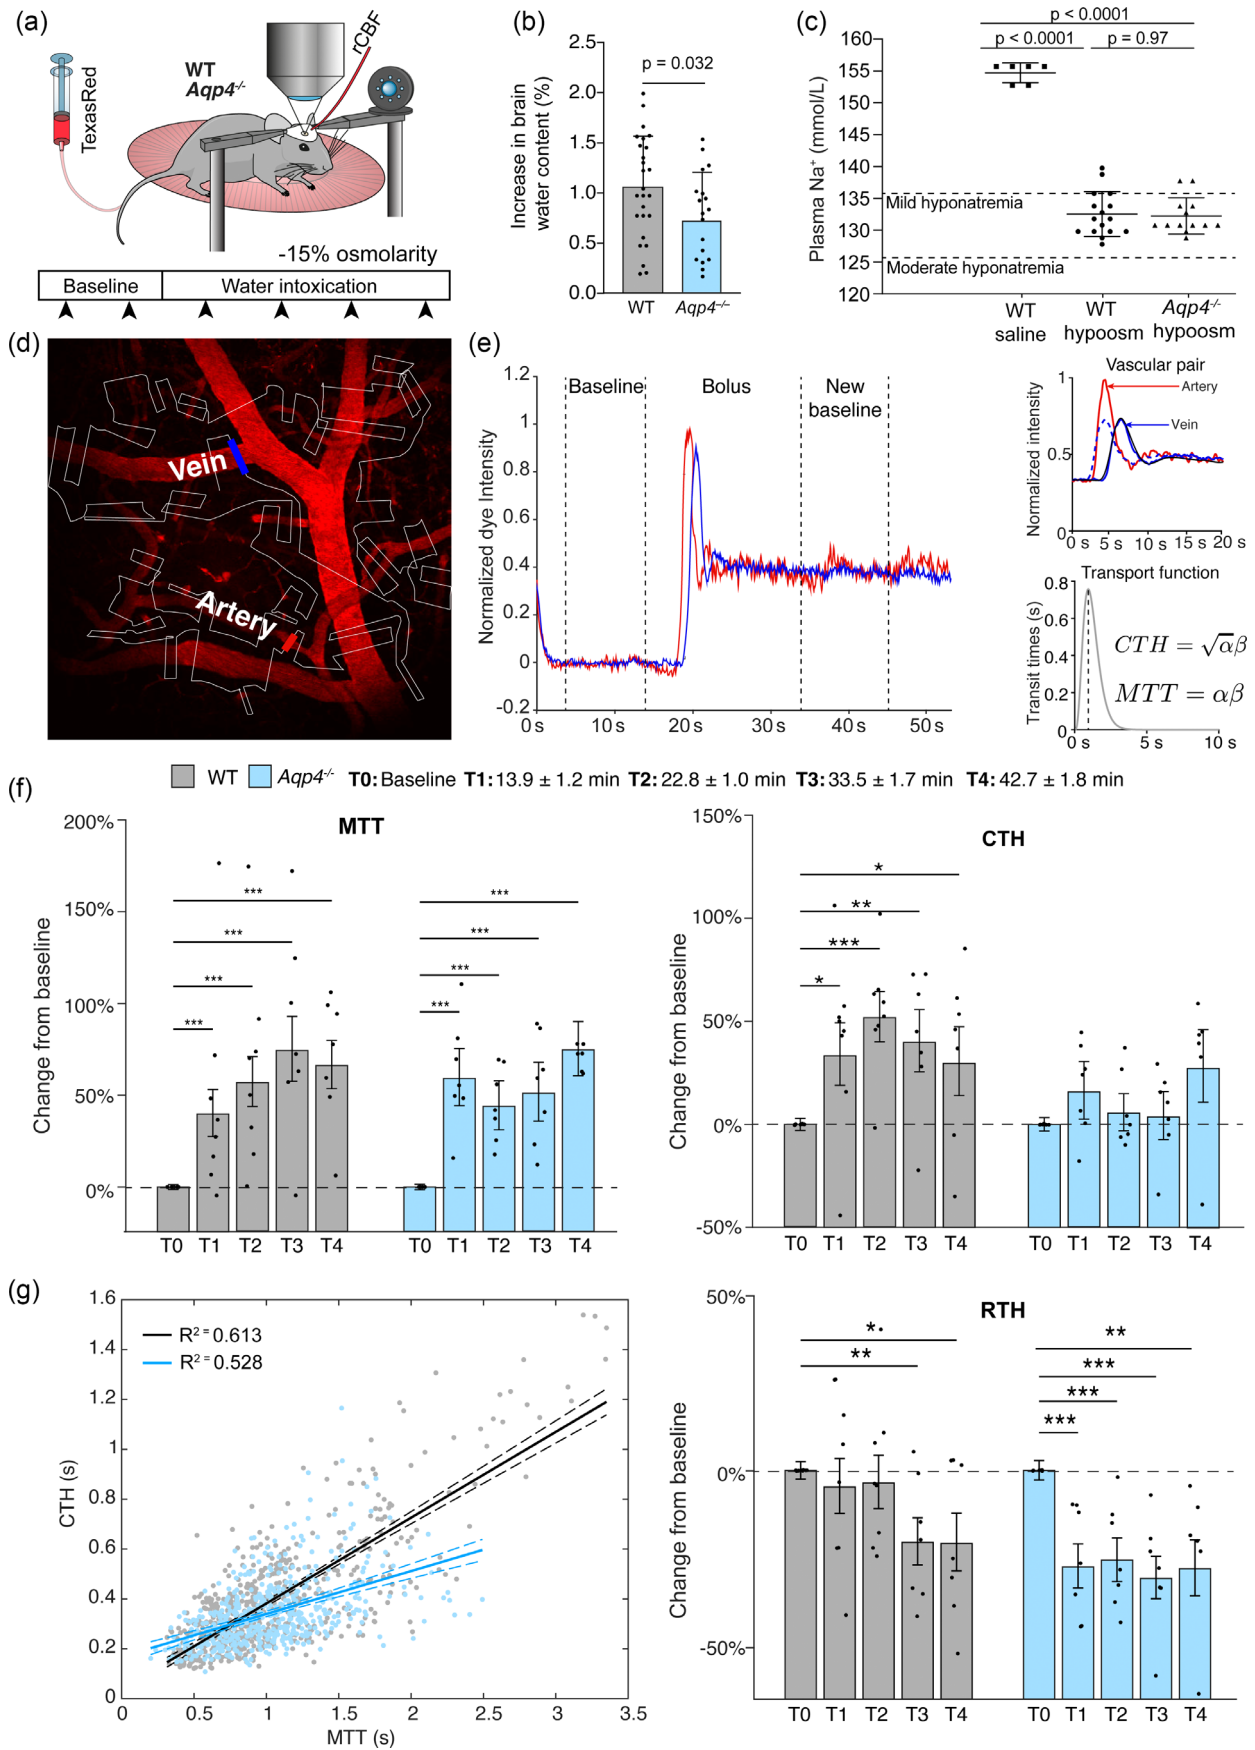 (a)
TexasRed
WT
Aqp4-/-
rCBF
-15% osmolarity
Baseline
Water intoxication
(b)
Increase in brain
water content (%)
2.5
2.0
1.5
1.0
0.5
0.0
p = 0.032
WT
Aqp4–/–
(c)
p < 0.0001
p < 0.0001
p = 0.97
Plasma Na+ (mmol/L)
160
155
150
145
140
135
130
125
120
Mild hyponatremia
Moderate hyponatremia
WT
saline
WT
hypoosm
Aqp4-/-
hypoosm
(d)
Vein
Artery
(e)
Normalized dye Intensity
1.2
1
0.8
0.6
0.4
0.2
0
-0.2
Baseline
Bolus
New
baseline
0 s
10 s
20 s
30 s
40 s
50 s
Vascular pair
Normalized intensity
1
0.5
0
Artery
Vein
0 s
5 s
10 s
15 s
20 s
Transport function
Transit times (s)
0.8
0.4
0.2
0
CTH = √αβ
MTT = αβ
0 s
5 s
10 s
(f)
WT
Aqp4-/-
T0: Baseline T1: 13.9 ± 1.2 min T2: 22.8 ± 1.0 min T3: 33.5 ± 1.7 min T4: 42.7 ± 1.8 min
MTT
Change from baseline
200%
150%
100%
50%
0%
***
***
***
***
***
***
***
***
T0 T1 T2 T3 T4
T0 T1 T2 T3 T4
CTH
Change from baseline
150%
100%
50%
0%
-50%
*
**
***
*
T0 T1 T2 T3 T4
T0 T1 T2 T3 T4
(g)
CTH (s)
1.6
1.4
1.2
1
0.8
0.6
0.4
0.2
0
R2 = 0.613
R2 = 0.528
0 0.5 1 1.5 2 2.5 3 3.5
MTT (s)
RTH
Change from baseline
50%
0%
-50%
*
**
**
***
***
***
T0 T1 T2 T3 T4
T0 T1 T2 T3 T4